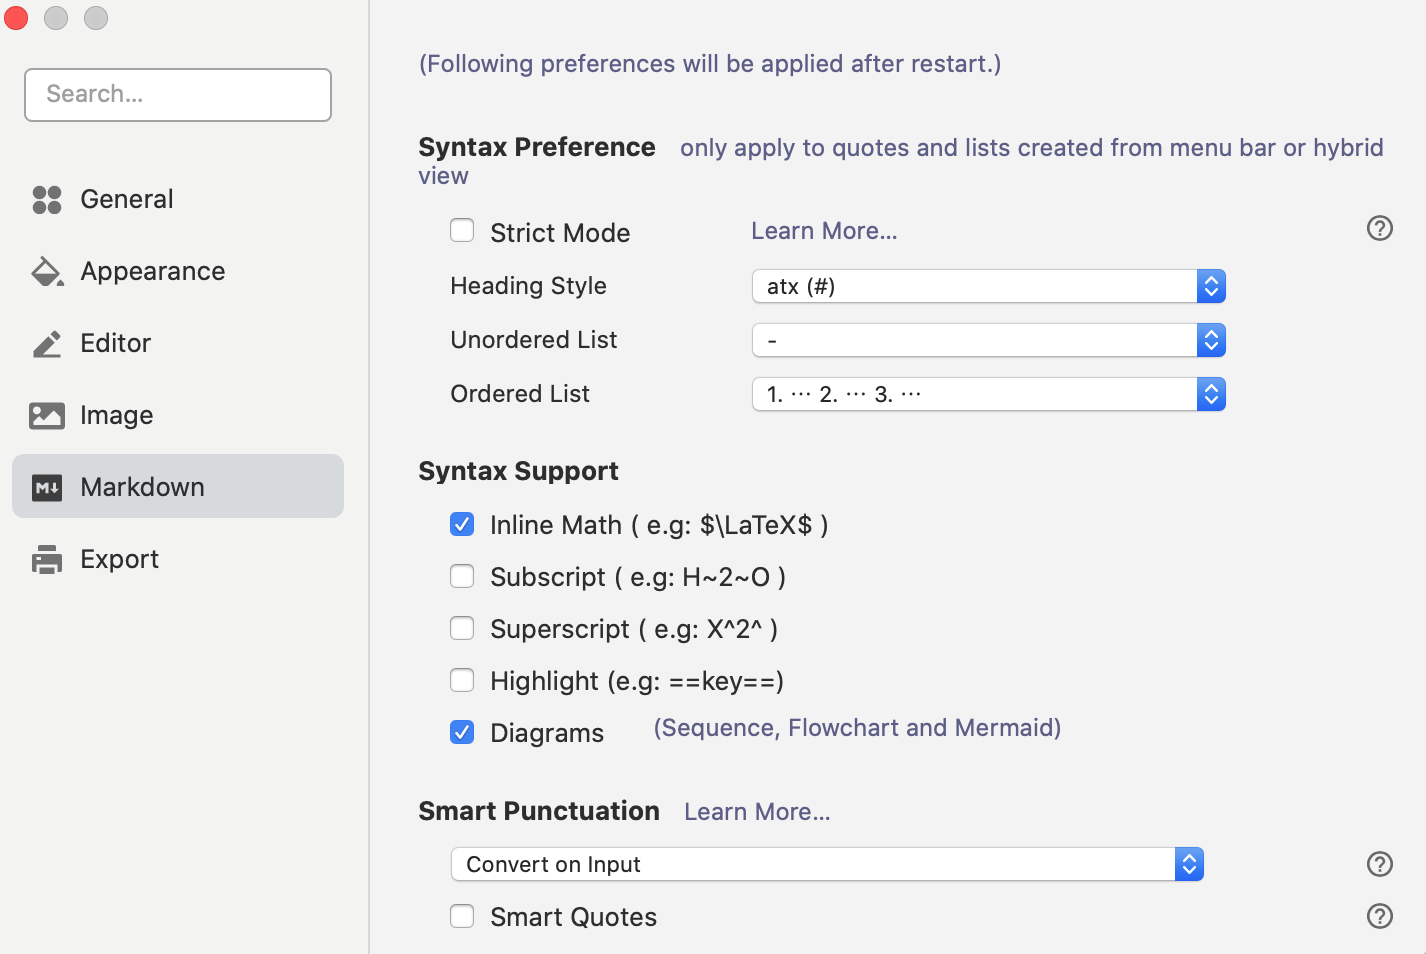 Search...
General
Appearance
Editor
Image
M↓ Markdown
Export
(Following preferences will be applied after restart.)
Syntax Preference only apply to quotes and lists created from menu bar or hybrid
view
Strict Mode Learn More...
Heading Style atx (#)
Unordered List -
Ordered List 1. ··· 2. ··· 3. ···
Syntax Support
Inline Math ( e.g: $\LaTeX$ )
Subscript ( e.g: H~2~O )
Superscript ( e.g: X^2^ )
Highlight (e.g: ==key==)
Diagrams (Sequence, Flowchart and Mermaid)
Smart Punctuation Learn More...
Convert on Input
Smart Quotes